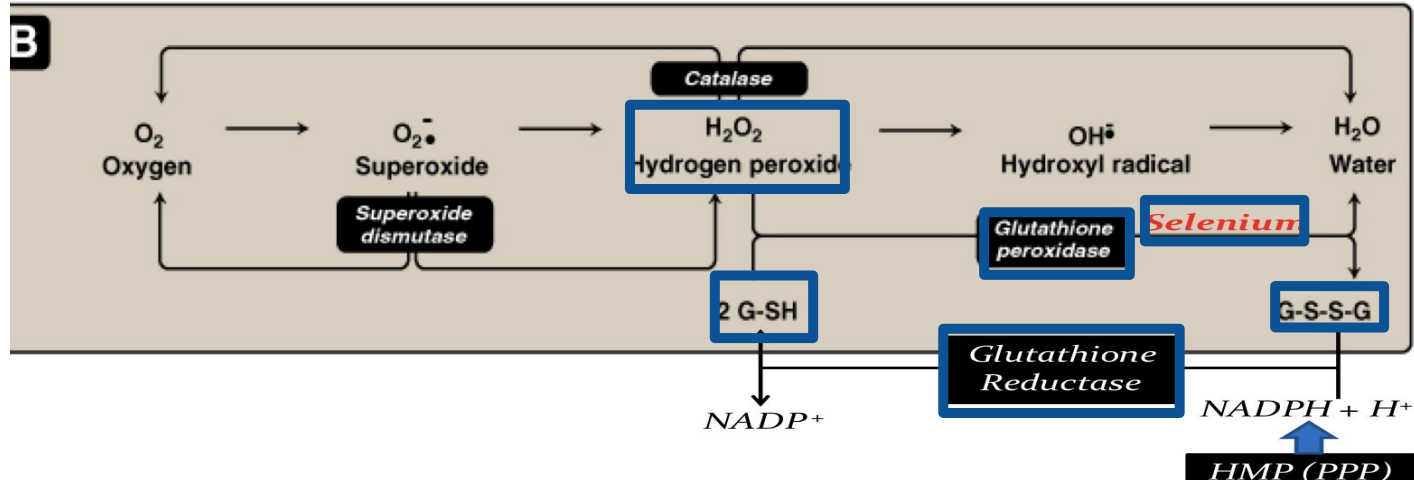 B
Catalase
O₂
Oxygen
O₂•⁻
Superoxide
H₂O₂
Hydrogen peroxide
OH•⁻
Hydroxyl radical
H₂O
Water
Superoxide
dismutase
Glutathione
peroxidase
Selenium
2 G-SH
G-S-S-G
Glutathione
Reductase
NADP⁺
NADPH + H⁺
HMP (PPP)